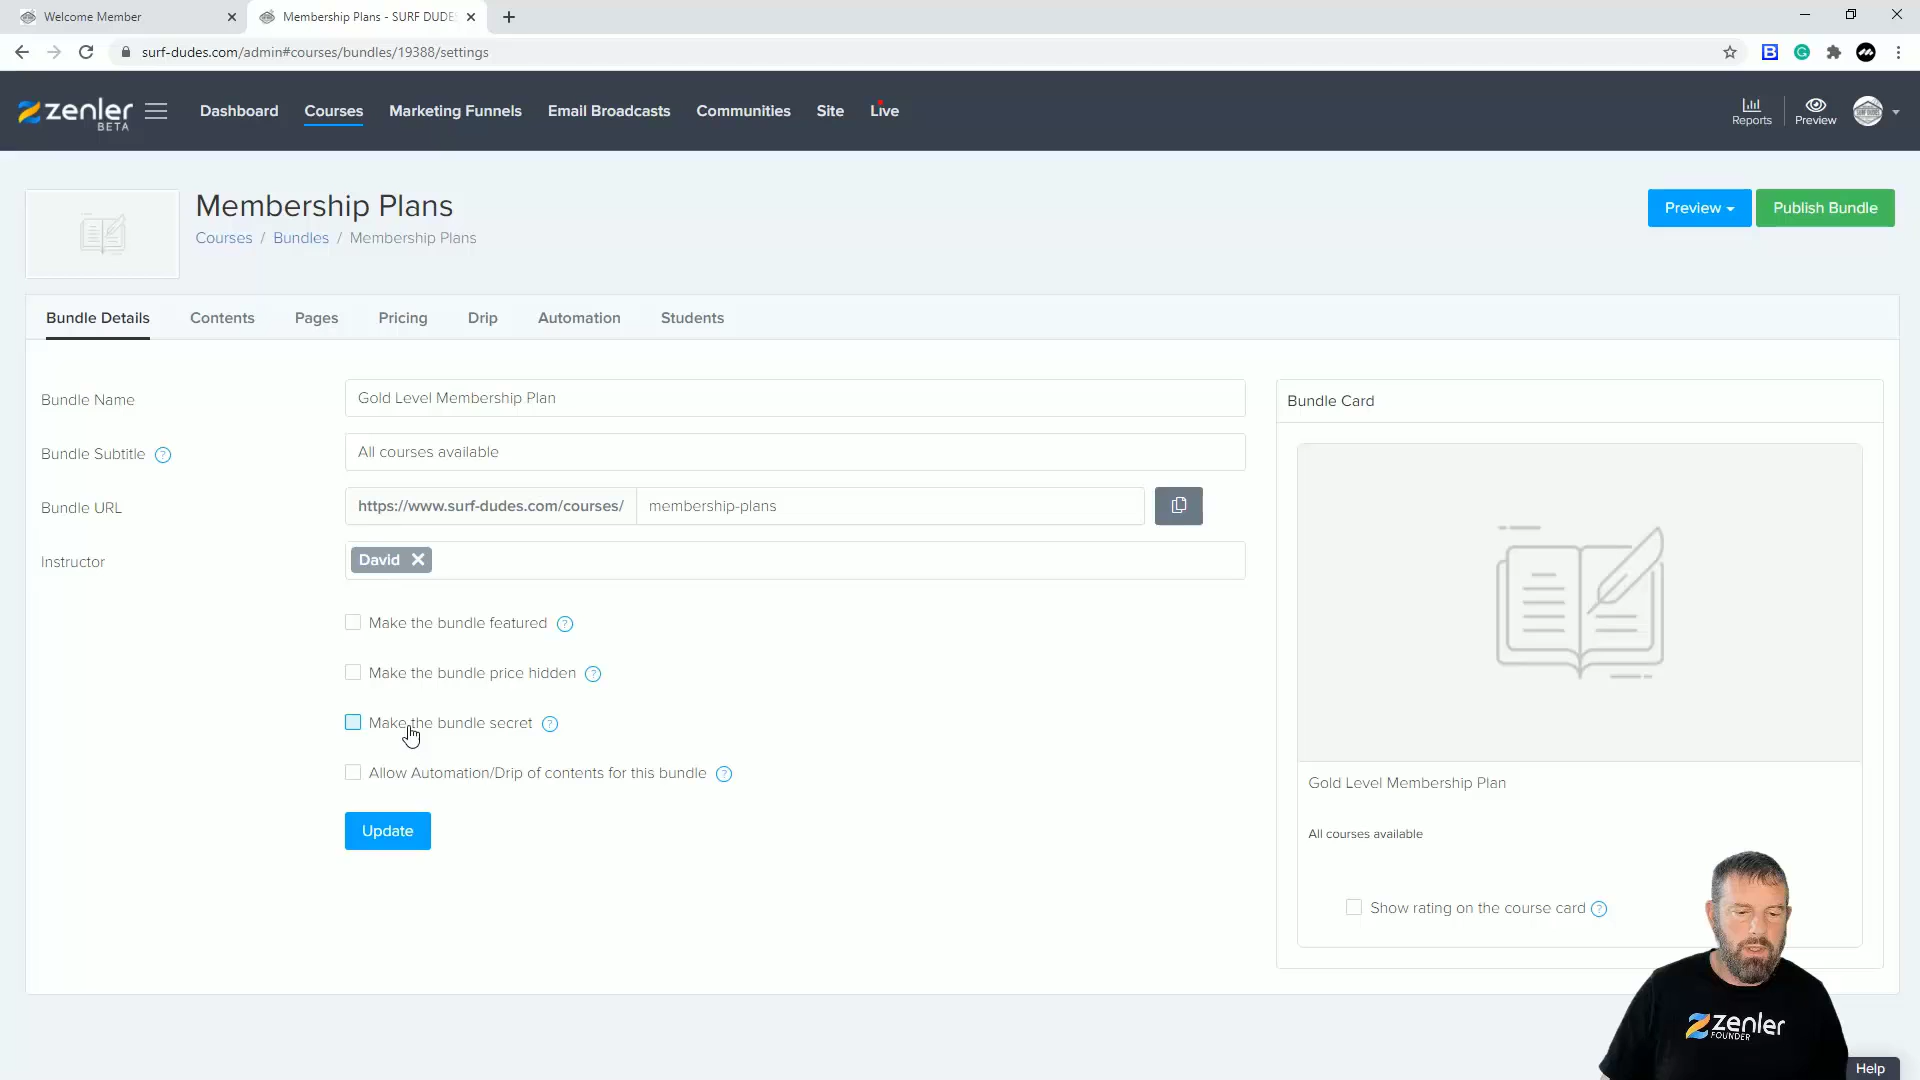 Welcome Member
Membership Plans - SURF DUDES
surf-dudes.com/admin#courses/bundles/19388/settings
zenler
BETA
Dashboard
Courses
Marketing Funnels
Email Broadcasts
Communities
Site
Live
Reports
Preview
Membership Plans
Courses / Bundles / Membership Plans
Preview
Publish Bundle
Bundle Details
Contents
Pages
Pricing
Drip
Automation
Students
Bundle Name
Gold Level Membership Plan
Bundle Subtitle ?
All courses available
Bundle URL
https://www.surf-dudes.com/courses/
membership-plans
Instructor
David
Make the bundle featured ?
Make the bundle price hidden ?
Make the bundle secret ?
Allow Automation/Drip of contents for this bundle ?
Update
Bundle Card
Gold Level Membership Plan
All courses available
Show rating on the course card ?
zenler
FOUNDER
Help